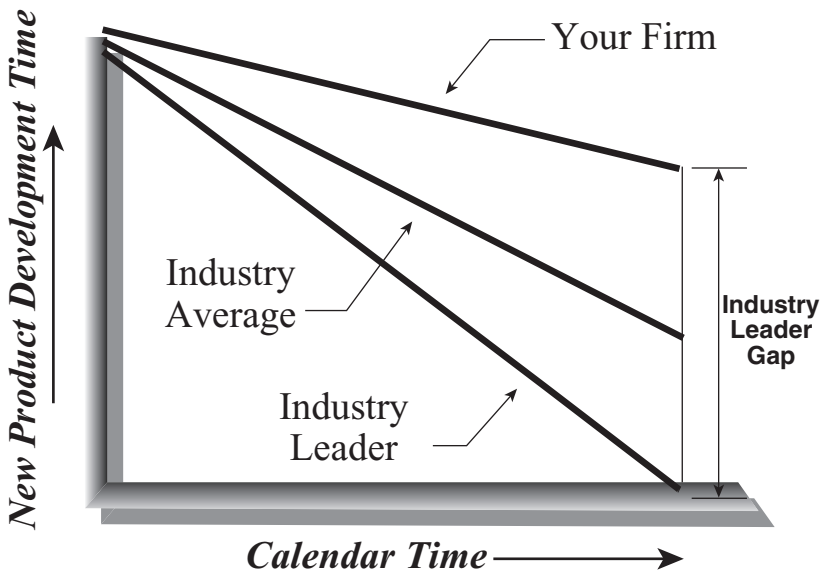 New Product Development Time
Your Firm
Industry
Average
Industry
Leader
Industry
Leader
Gap
Calendar Time